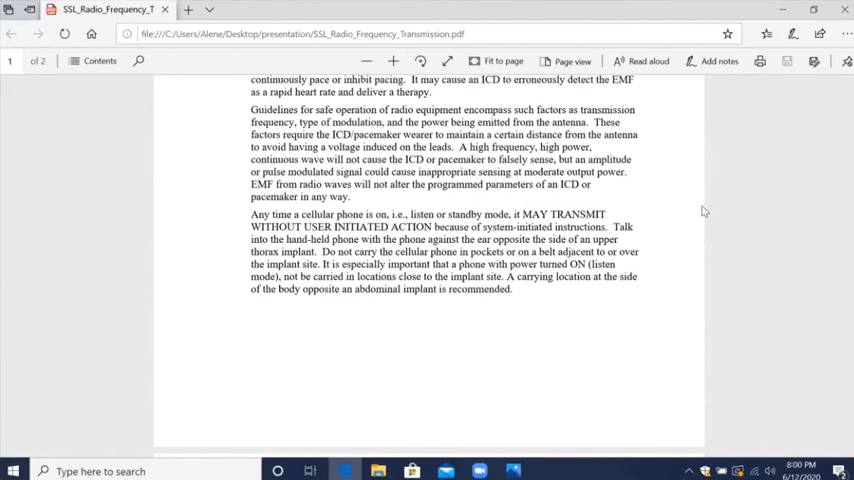 SSL_Radio_Frequency_T
file:///C:/Users/Alene/Desktop/presentation/SSL_Radio_Frequency_Transmission.pdf
1 of 2 Contents Fit to page Page view Read aloud Add notes
continuously pace or inhibit pacing. It may cause an ICD to erroneously detect the EMF
as a rapid heart rate and deliver a therapy.
Guidelines for safe operation of radio equipment encompass such factors as transmission
frequency, type of modulation, and the power being emitted from the antenna. These
factors require the ICD/pacemaker wearer to maintain a certain distance from the antenna
to avoid having a voltage induced on the leads. A high frequency, high power,
continuous wave will not cause the ICD or pacemaker to falsely sense, but an amplitude
or pulse modulated signal could cause inappropriate sensing at moderate output power.
EMF from radio waves will not alter the programmed parameters of an ICD or
pacemaker in any way.
Any time a cellular phone is on, i.e., listen or standby mode, it MAY TRANSMIT
WITHOUT USER INITIATED ACTION because of system-initiated instructions. Talk
into the hand-held phone with the phone against the ear opposite the side of an upper
thorax implant. Do not carry the cellular phone in pockets or on a belt adjacent to or over
the implant site. It is especially important that a phone with power turned ON (listen
mode), not be carried in locations close to the implant site. A carrying location at the side
of the body opposite an abdominal implant is recommended.
Type here to search
8:00 PM
6/12/2020
2